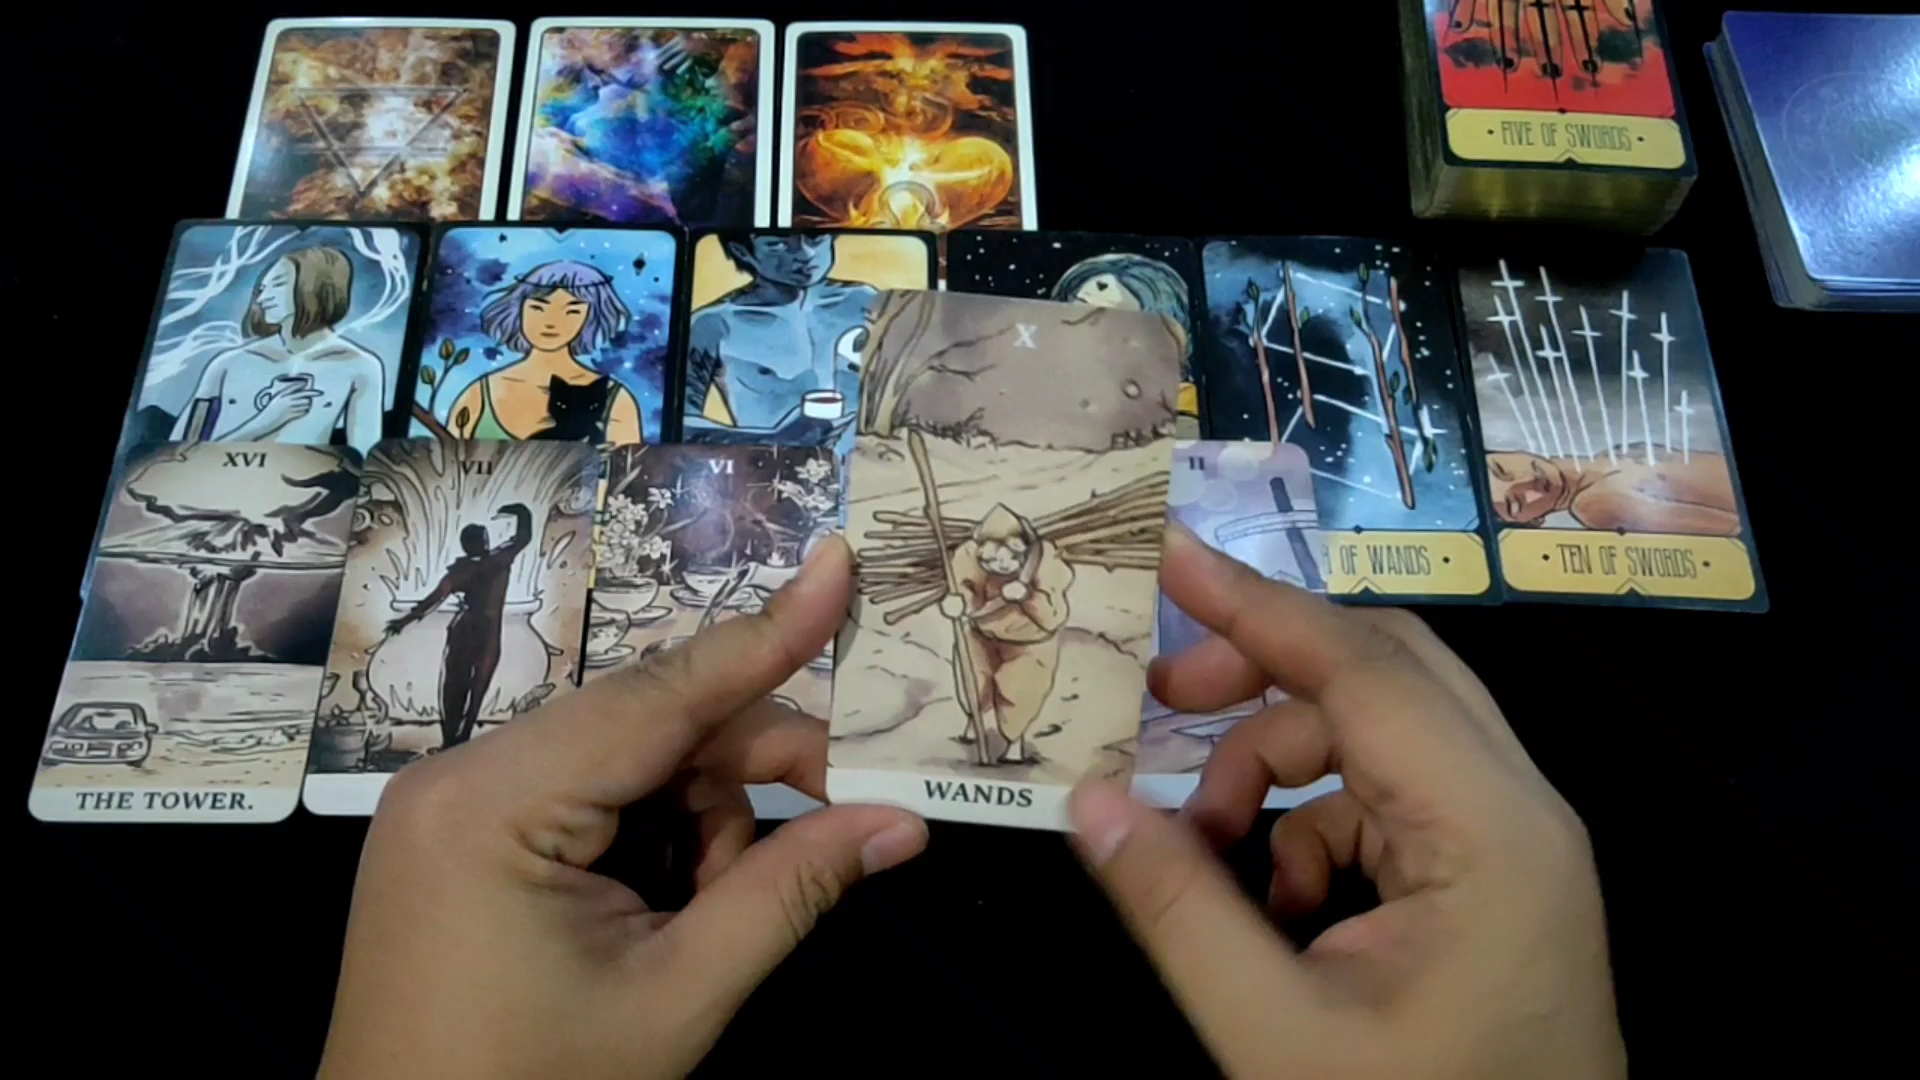 • FIVE OF SWORDS •
X
XVI
VII
VI
II
OF WANDS •
• TEN OF SWORDS •
THE TOWER.
WANDS